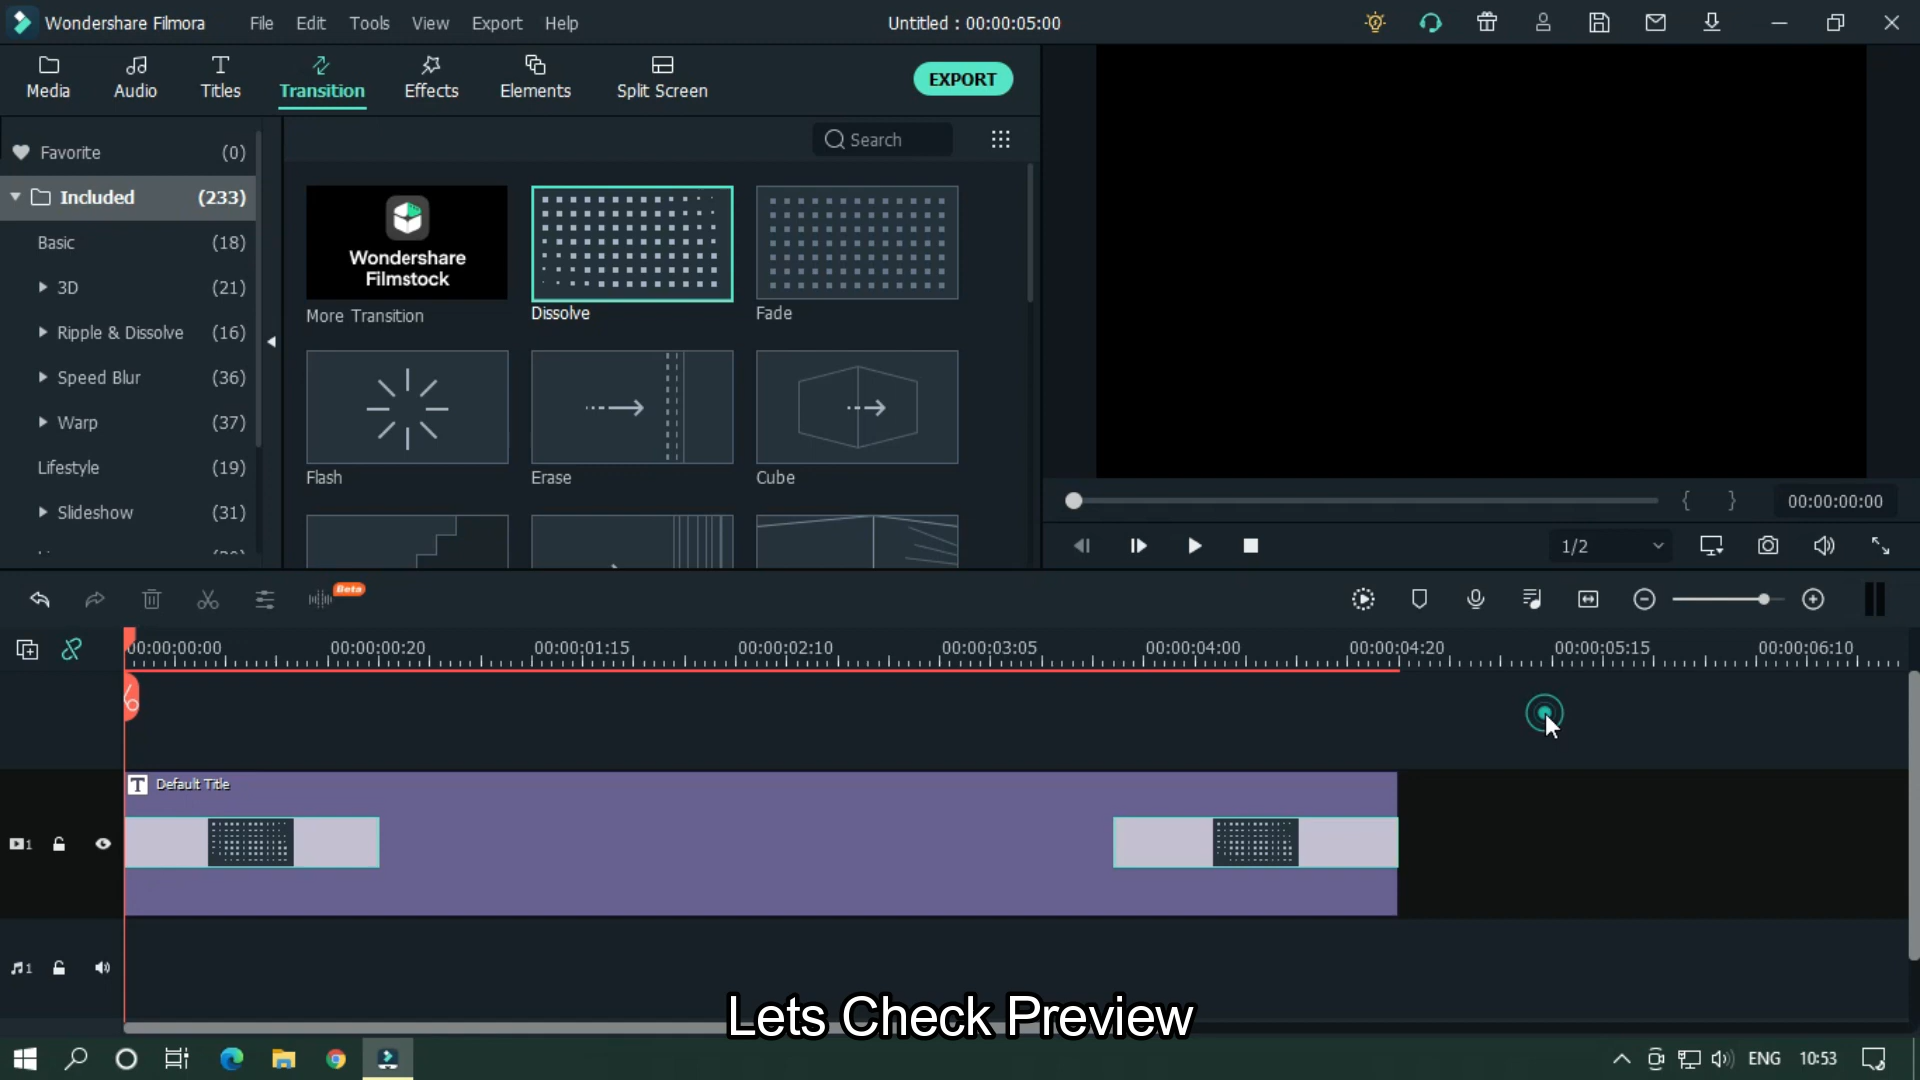 Wondershare Filmora
File
Edit
Tools
View
Export
Help
Untitled : 00:00:05:00
Media
Audio
Titles
Transition
Effects
Elements
Split Screen
EXPORT
Favorite (0)
Search
Included (233)
Basic (18)
3D (21)
Ripple & Dissolve (16)
Speed Blur (36)
Warp (37)
Lifestyle (19)
Slideshow (31)
Wondershare
Filmstock
More Transition
Dissolve
Fade
Flash
Erase
Cube
{ }
00:00:00:00
1/2
Beta
00:00:00:00
00:00:00:20
00:00:01:15
00:00:02:10
00:00:03:05
00:00:04:00
00:00:04:20
00:00:05:15
00:00:06:10
T Default Title
1
1
Lets Check Preview
ENG
10:53